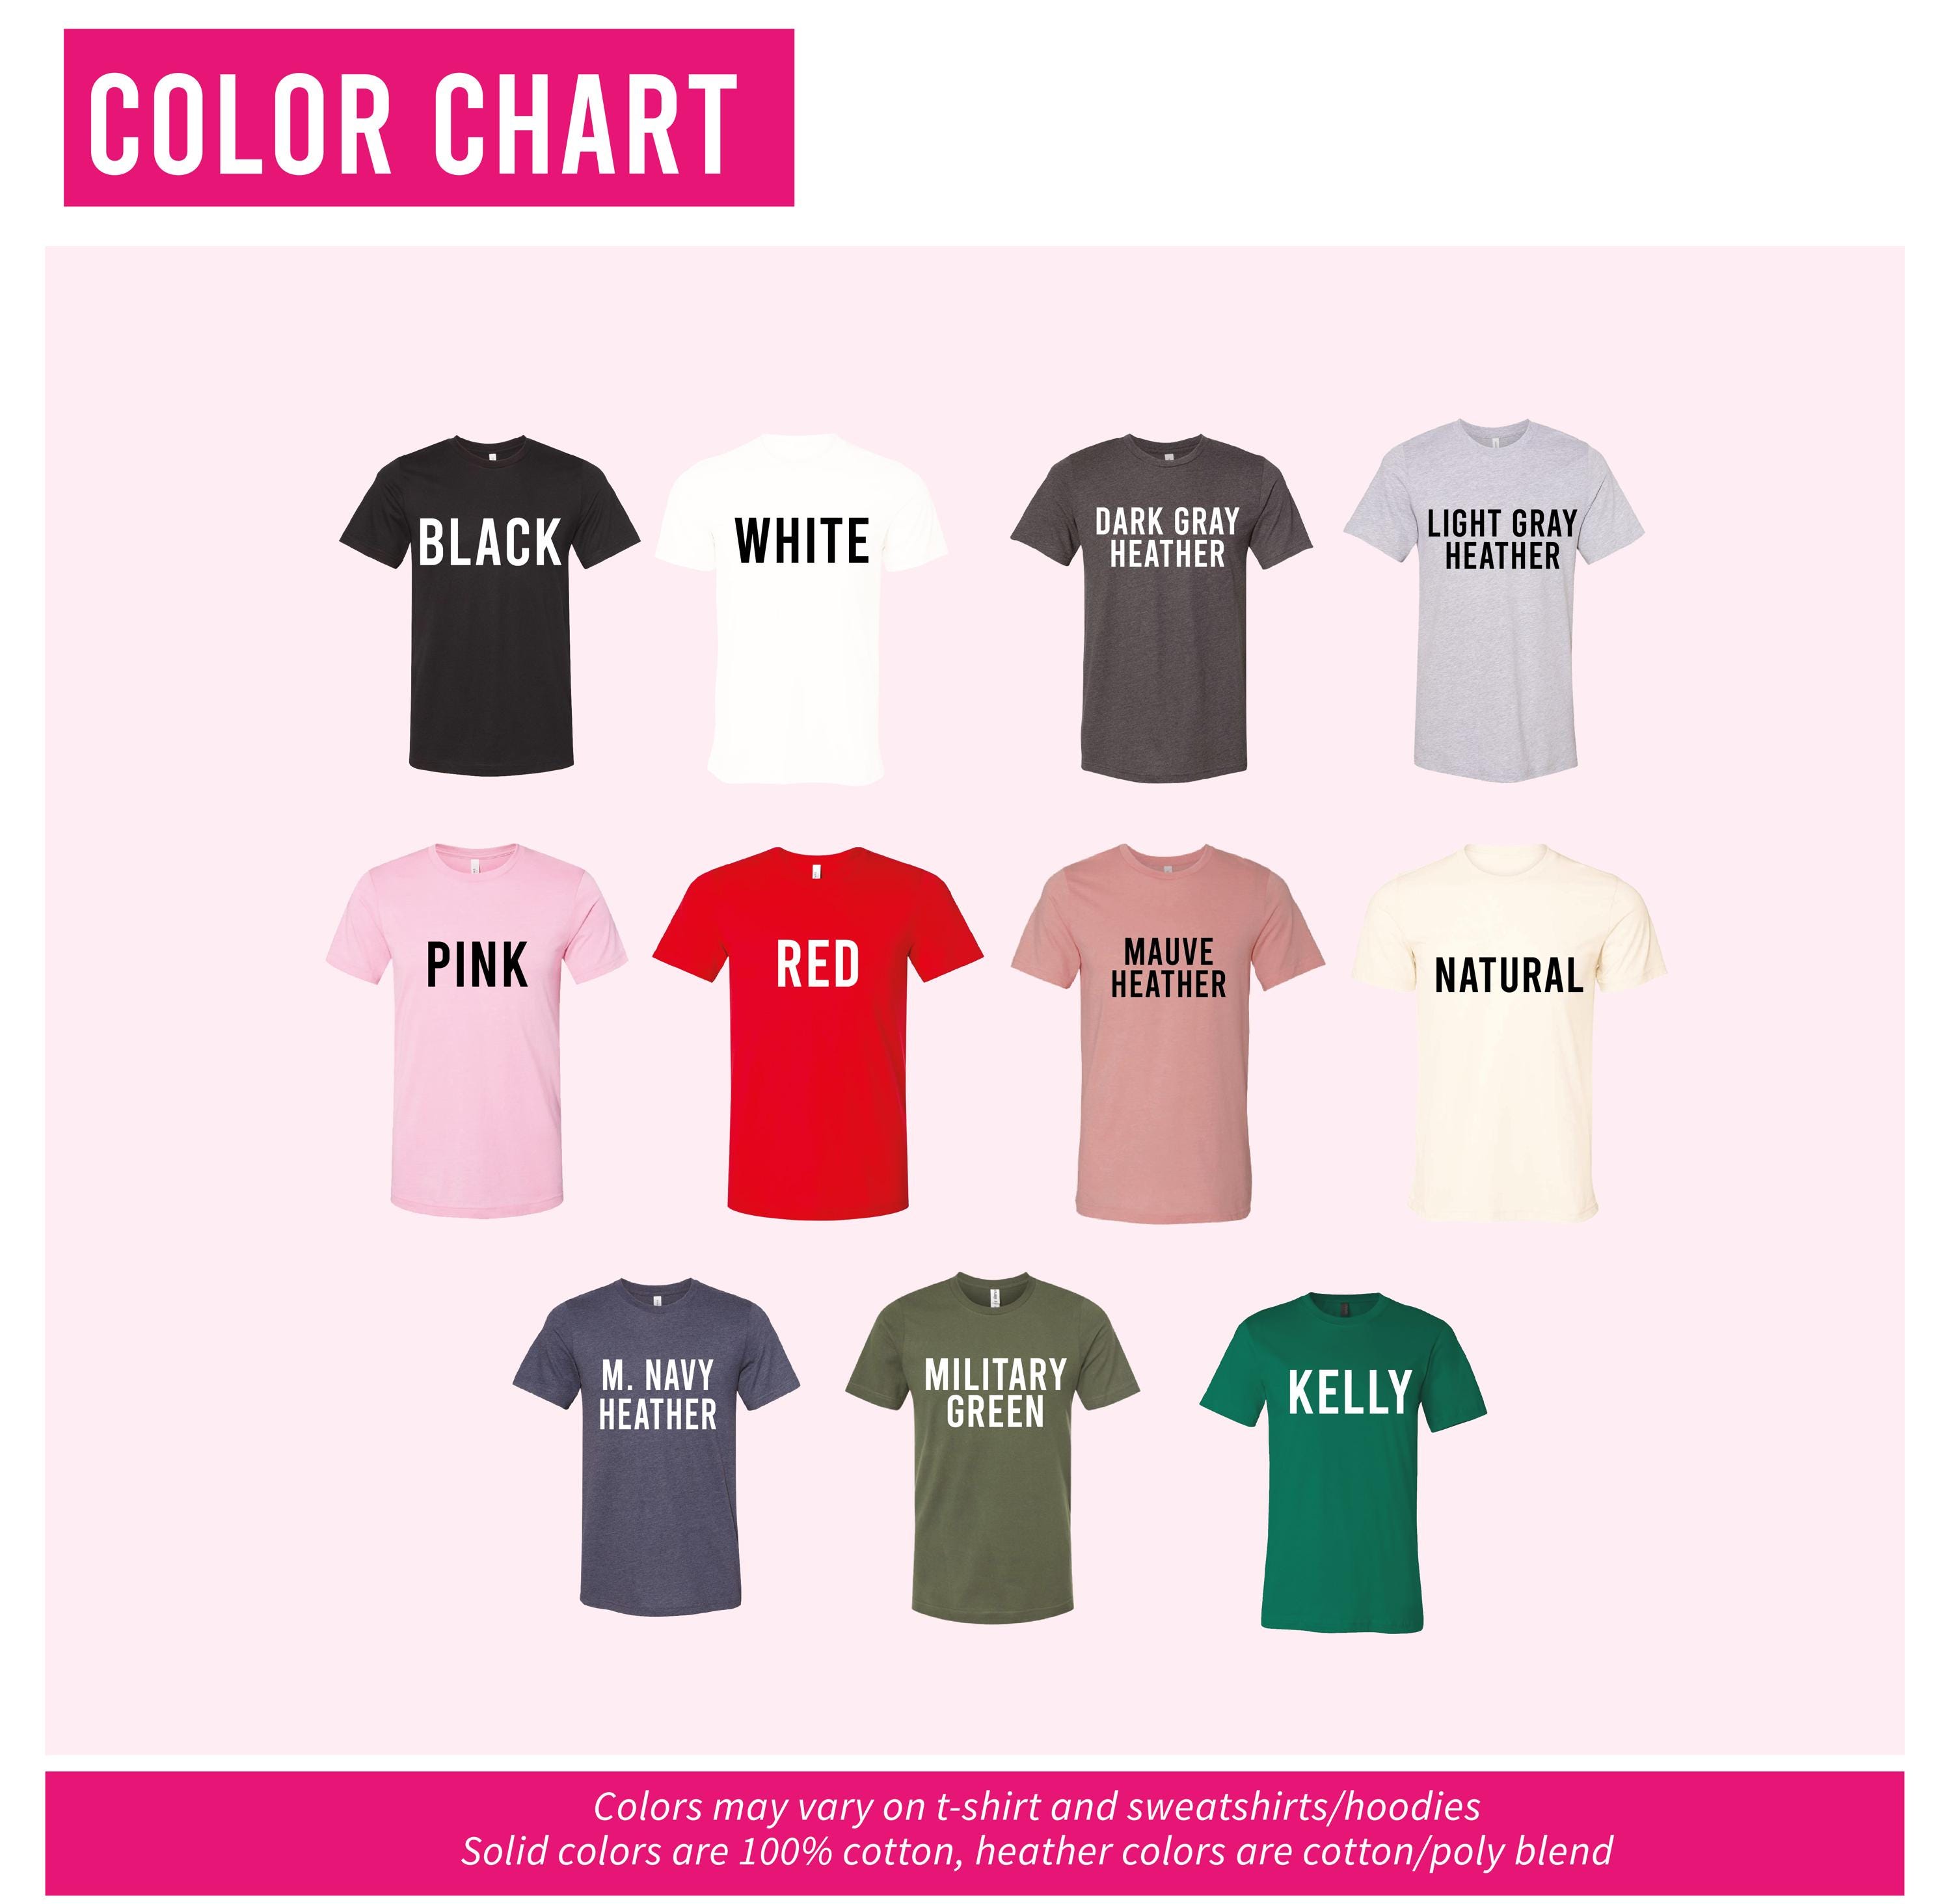 COLOR CHART
BLACK
WHITE
DARK GRAY
HEATHER
LIGHT GRAY
HEATHER
PINK
RED
MAUVE
HEATHER
NATURAL
M. NAVY
HEATHER
MILITARY
GREEN
KELLY
Colors may vary on t-shirt and sweatshirts/hoodies
Solid colors are 100% cotton, heather colors are cotton/poly blend